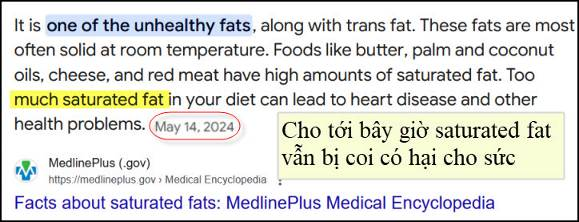 It is one of the unhealthy fats, along with trans fat. These fats are most
often solid at room temperature. Foods like butter, palm and coconut
oils, cheese, and red meat have high amounts of saturated fat. Too
much saturated fat in your diet can lead to heart disease and other
health problems. May 14, 2024
Cho tới bây giờ saturated fat
vẫn bị coi có hại cho sức
MedlinePlus (.gov)
https://medlineplus.gov › Medical Encyclopedia
Facts about saturated fats: MedlinePlus Medical Encyclopedia